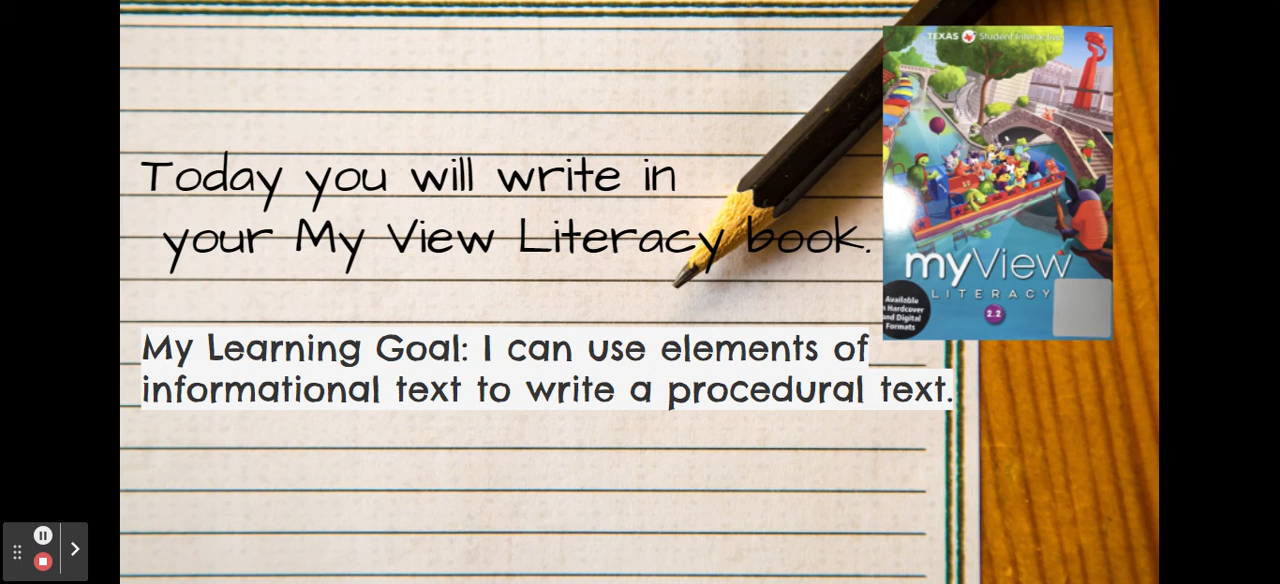 Today you will write in
your My View Literacy book.
TEXAS Student Interactive
myView
LITERACY
2.2
Available
in Hardcover
and Digital
Formats
My Learning Goal: I can use elements of
informational text to write a procedural text.